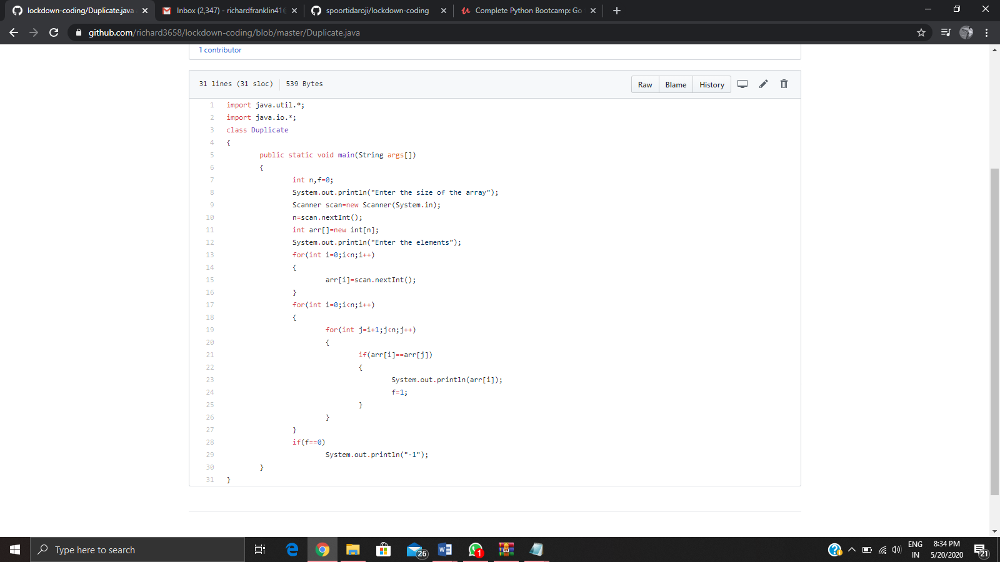 lockdown-coding/Duplicate.java
Inbox (2,347) - richardfranklin41
spoortidaroji/lockdown-coding
Complete Python Bootcamp: Go
github.com/richard3658/lockdown-coding/blob/master/Duplicate.java
1 contributor
31 lines (31 sloc) 539 Bytes
Raw Blame History
1 import java.util.*;
2 import java.io.*;
3 class Duplicate
4 {
5 public static void main(String args[])
6 {
7 int n,f=0;
8 System.out.println("Enter the size of the array");
9 Scanner scan=new Scanner(System.in);
10 n=scan.nextInt();
11 int arr[]=new int[n];
12 System.out.println("Enter the elements");
13 for(int i=0;i<n;i++)
14 {
15 arr[i]=scan.nextInt();
16 }
17 for(int i=0;i<n;i++)
18 {
19 for(int j=i+1;j<n;j++)
20 {
21 if(arr[i]==arr[j])
22 {
23 System.out.println(arr[i]);
24 f=1;
25 }
26 }
27 }
28 if(f==0)
29 System.out.println("-1");
30 }
31 }
Type here to search
26
1
ENG
IN
8:34 PM
5/20/2020
21